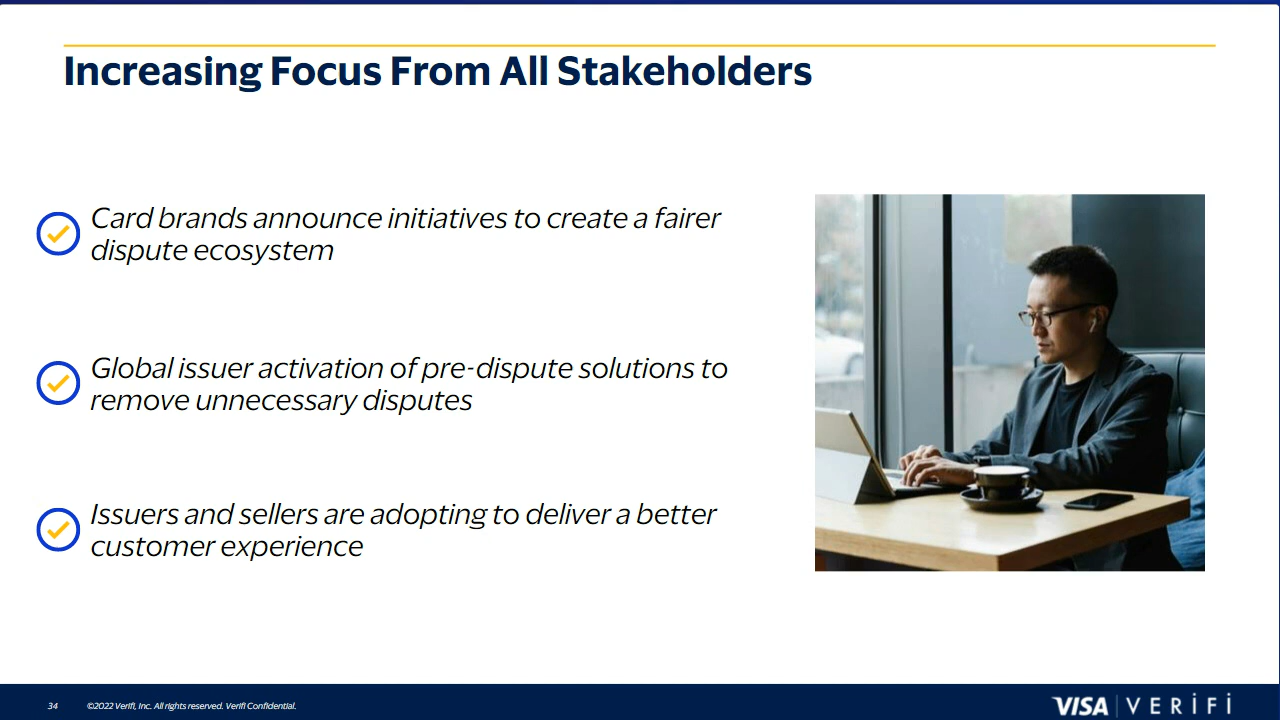 Increasing Focus From All Stakeholders
Card brands announce initiatives to create a fairer
dispute ecosystem
Global issuer activation of pre-dispute solutions to
remove unnecessary disputes
Issuers and sellers are adopting to deliver a better
customer experience
34 ©2022 Verifi, Inc. All rights reserved. Verifi Confidential.
VISA | VERIFI